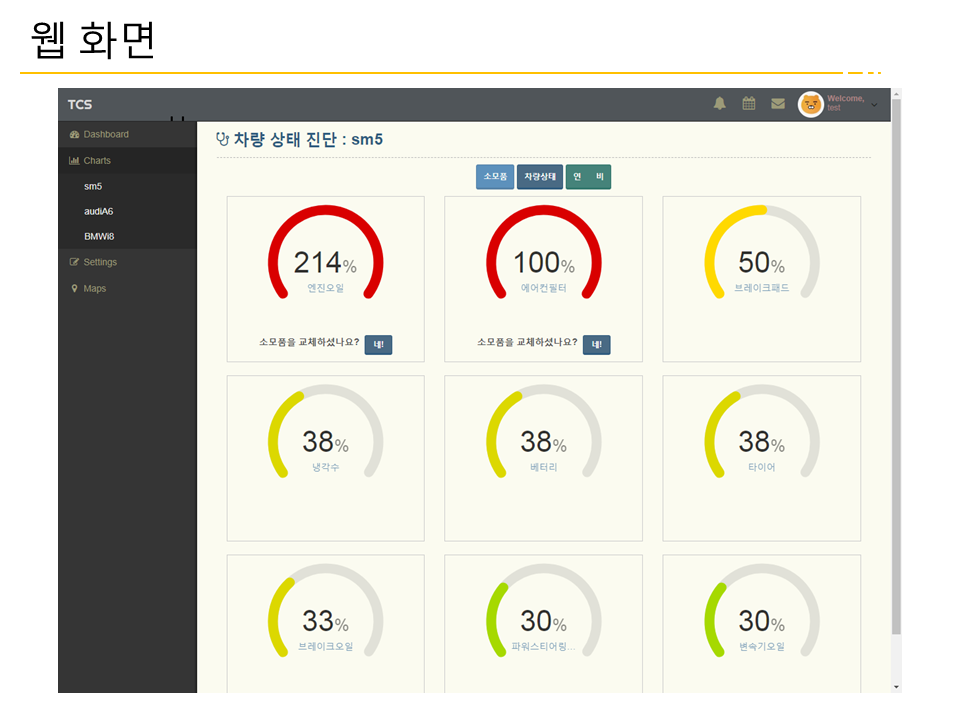 웹 화면
TCS
Welcome,
test
Dashboard
Charts
sm5
audiA6
BMWi8
Settings
Maps
차량 상태 진단 : sm5
소모품 차량상태 연 비
214%
엔진오일
소모품을 교체하셨나요? 네!
100%
에어컨필터
소모품을 교체하셨나요? 네!
50%
브레이크패드
38%
냉각수
38%
베터리
38%
타이어
33%
브레이크오일
30%
파워스티어링...
30%
변속기오일